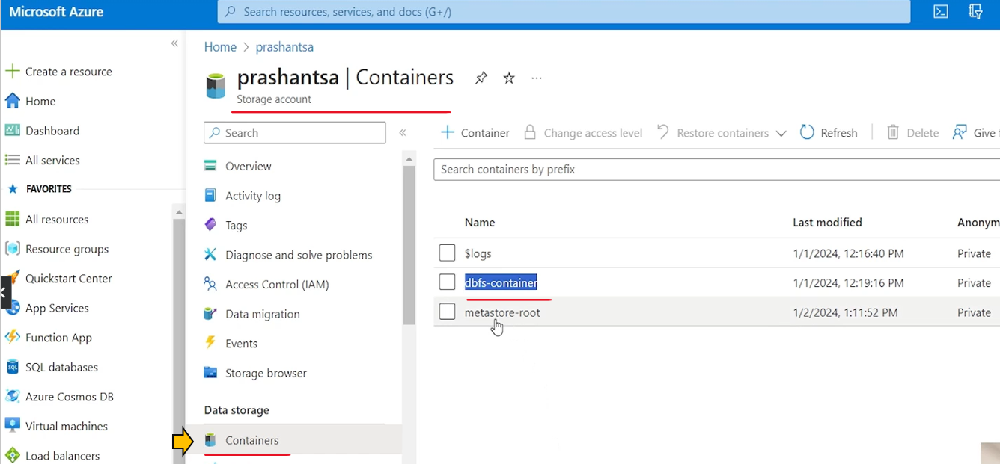 Microsoft Azure
Search resources, services, and docs (G+/)
Create a resource
Home
Dashboard
All services
FAVORITES
All resources
Resource groups
Quickstart Center
App Services
Function App
SQL databases
Azure Cosmos DB
Virtual machines
Load balancers
Home > prashantsa
prashantsa | Containers
Storage account
Search
Overview
Activity log
Tags
Diagnose and solve problems
Access Control (IAM)
Data migration
Events
Storage browser
Data storage
Containers
Container Change access level Restore containers Refresh Delete Give
Search containers by prefix
Name Last modified Anonym
$logs 1/1/2024, 12:16:40 PM Private
dbfs-container 1/1/2024, 12:19:16 PM Private
metastore-root 1/2/2024, 1:11:52 PM Private